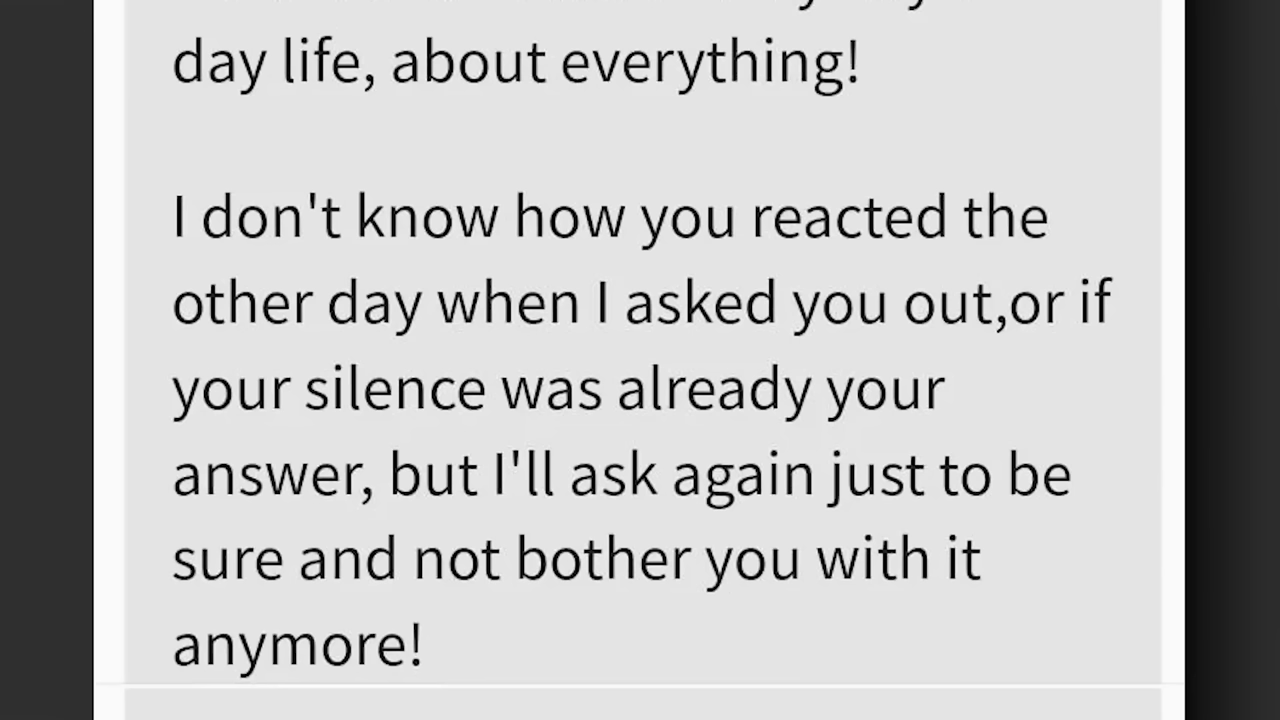 day life, about everything!
I don't know how you reacted the
other day when I asked you out,or if
your silence was already your
answer, but I'll ask again just to be
sure and not bother you with it
anymore!